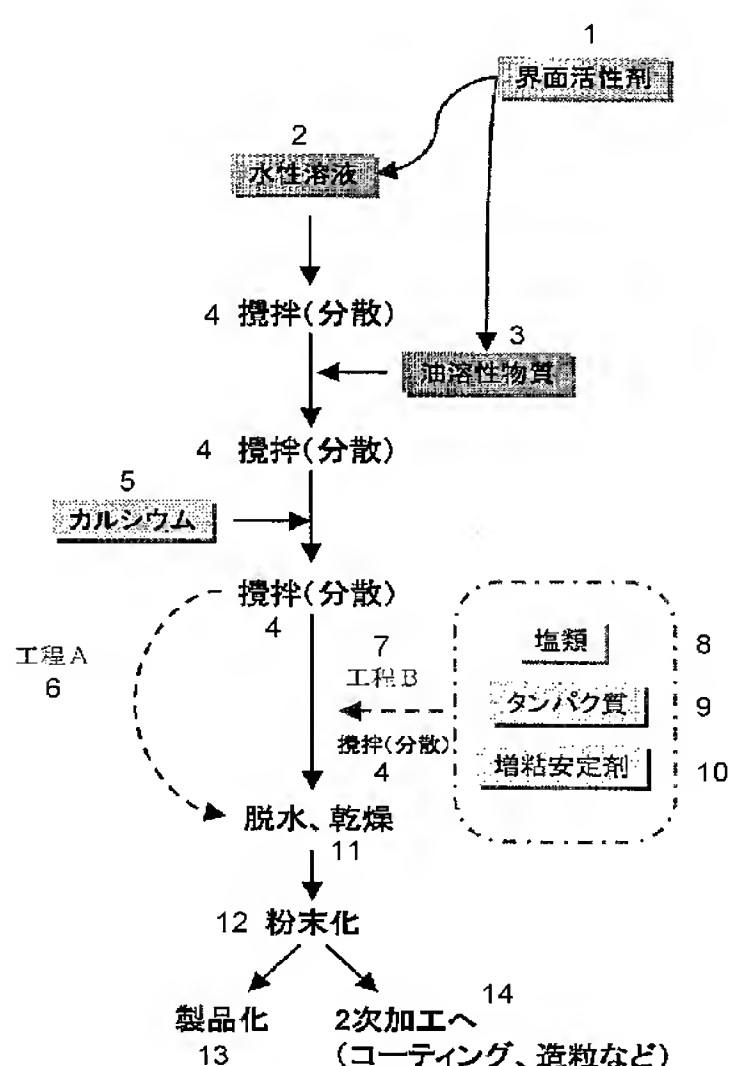 1
界面活性剤
2
水性溶液
4 攪拌(分散)
3
油溶性物質
4 攪拌(分散)
5
カルシウム
攪拌(分散)
4
工程A
6
7
工程B
攪拌(分散)
4
塩類 8
タンパク質 9
増粘安定剤 10
脱水、乾燥
11
12 粉末化
製品化
13
14
2次加工へ
(コーティング、造粒など)